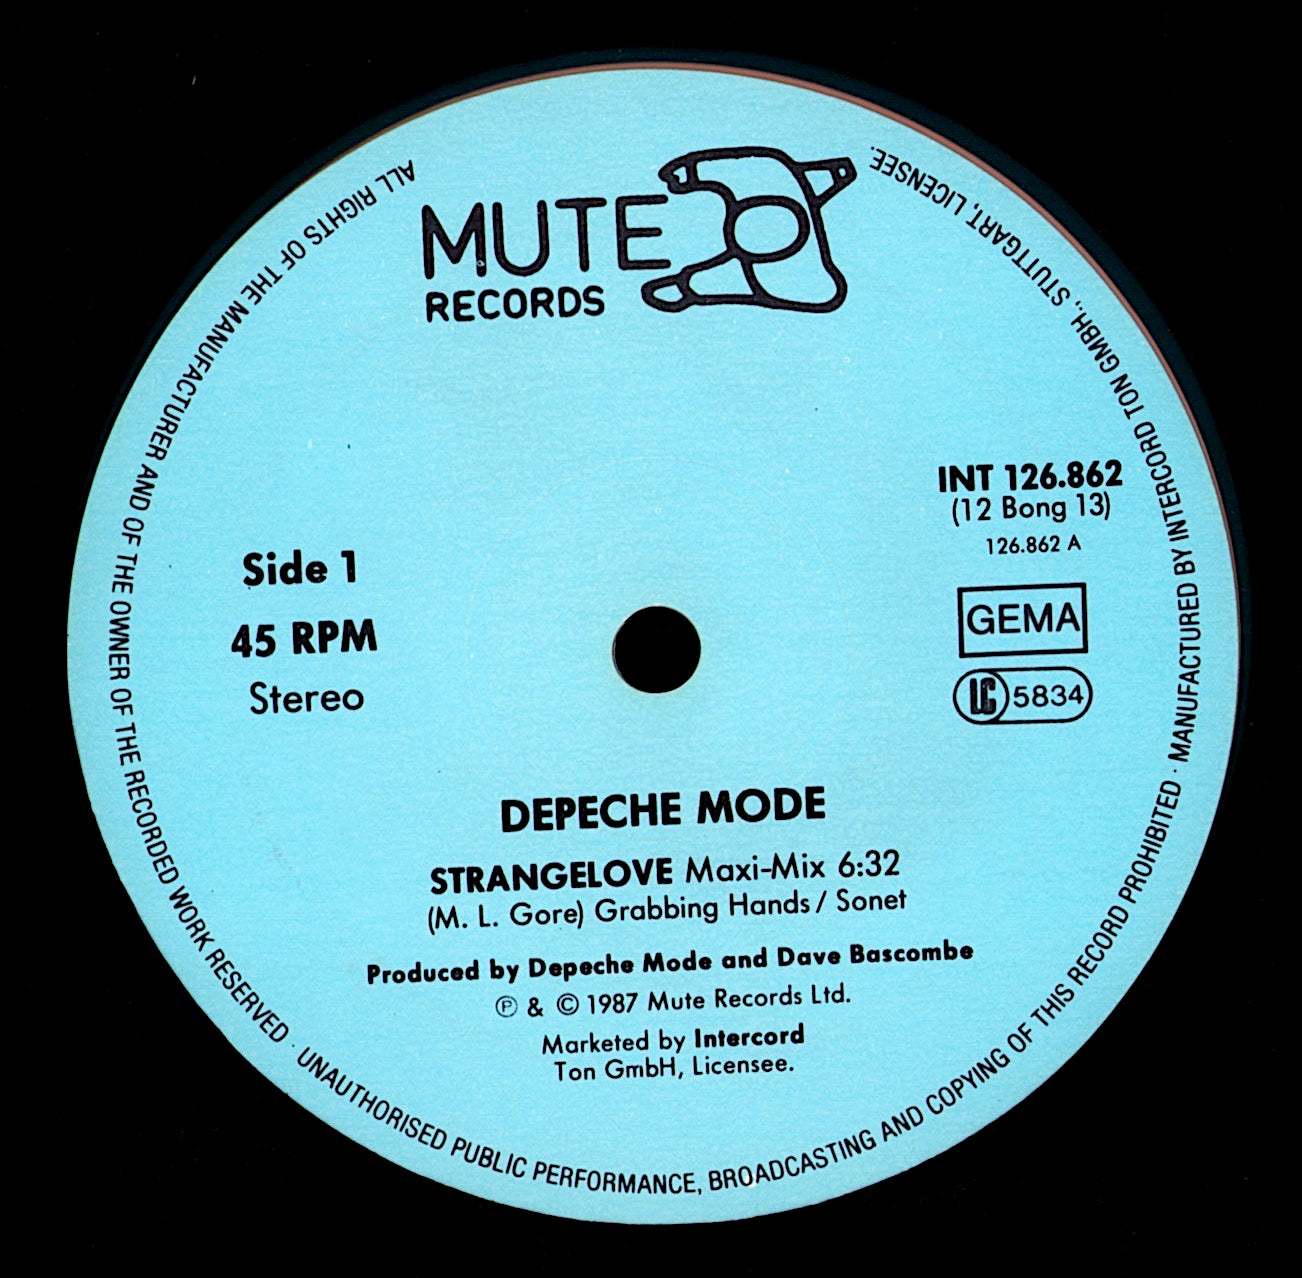 MUTE
RECORDS
INT 126.862
(12 Bong 13)
126.862 A
GEMA
LC 5834
Side 1
45 RPM
Stereo
DEPECHE MODE
STRANGELOVE Maxi-Mix 6:32
(M. L. Gore) Grabbing Hands / Sonet
Produced by Depeche Mode and Dave Bascombe
Ⓟ & © 1987 Mute Records Ltd.
Marketed by Intercord
Ton GmbH, Licensee.
ALL RIGHTS OF THE MANUFACTURER AND OF THE OWNER OF THE RECORDED WORK RESERVED · UNAUTHORISED PUBLIC PERFORMANCE, BROADCASTING AND COPYING OF THIS RECORD PROHIBITED · MANUFACTURED BY INTERCORD TON GMBH., STUTTGART, LICENSEE.